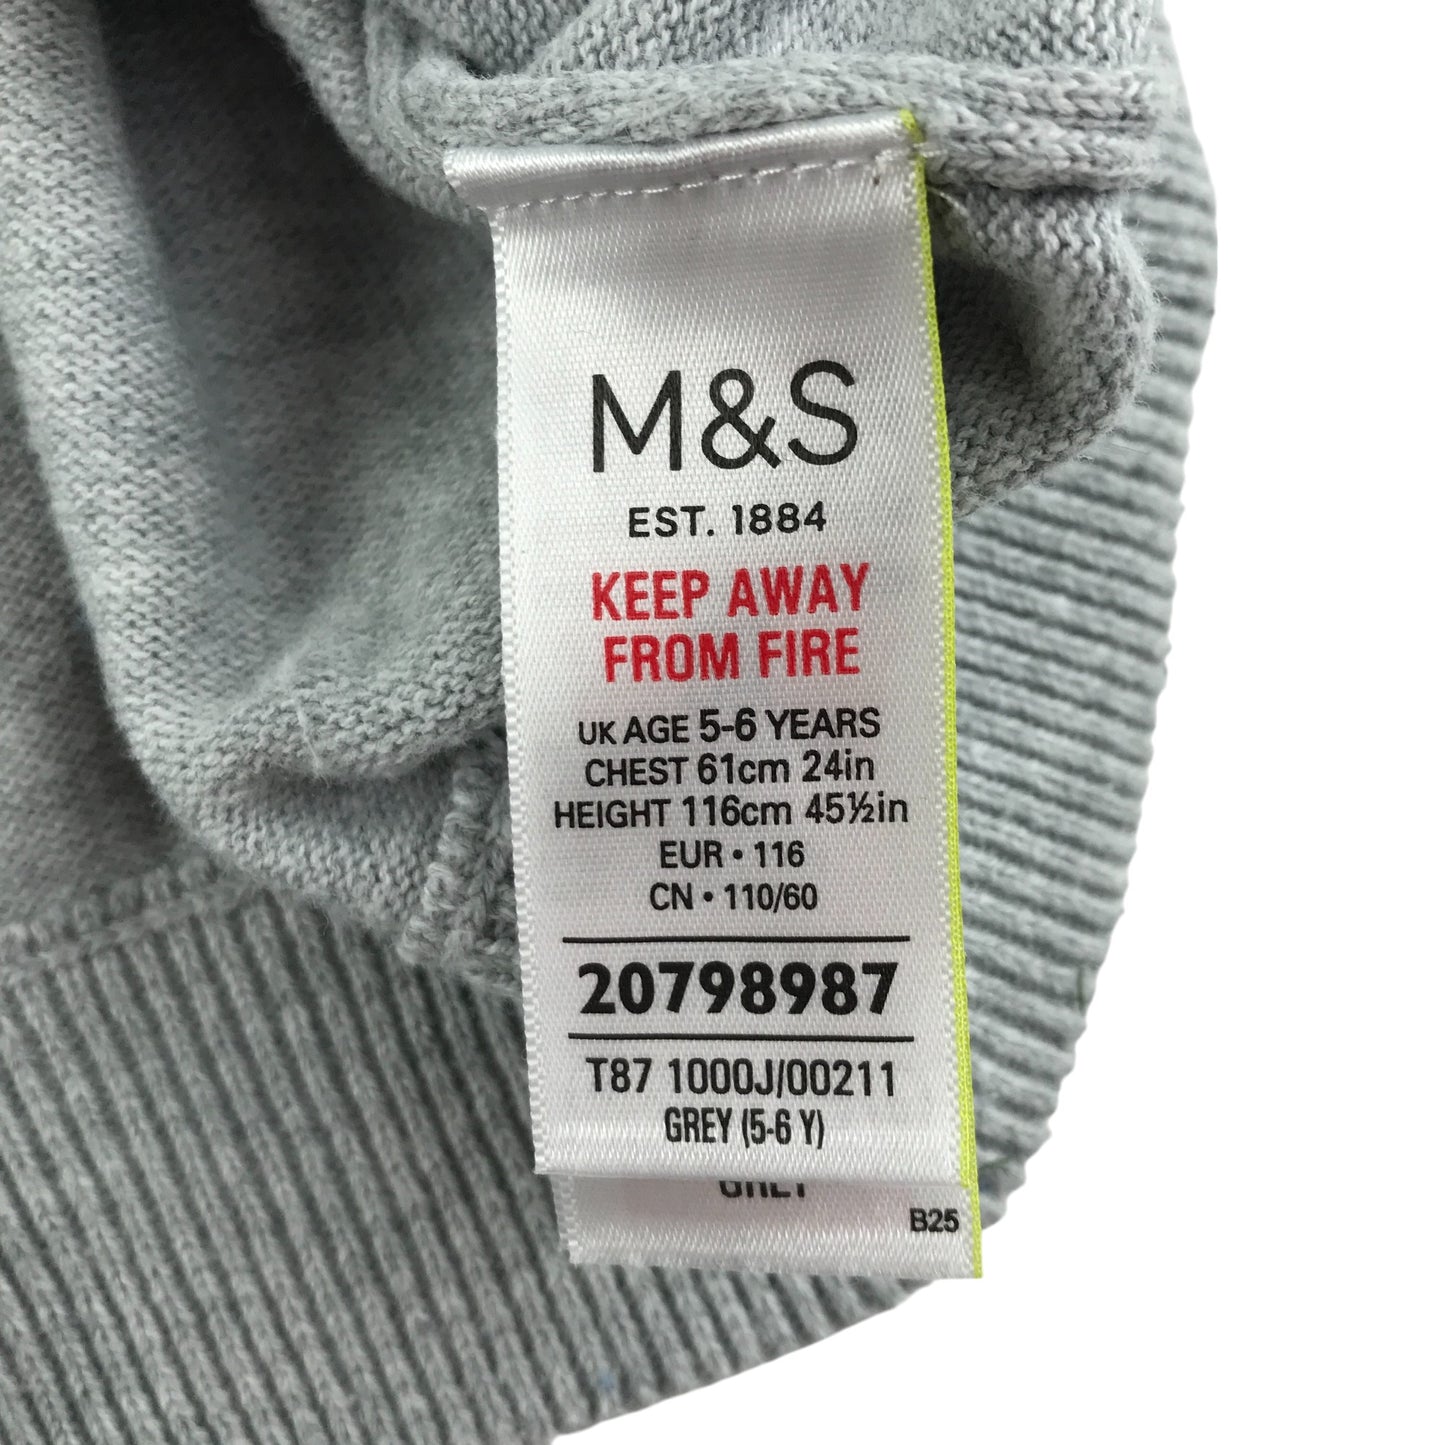 M&S
EST. 1884
KEEP AWAY
FROM FIRE
UK AGE 5-6 YEARS
CHEST 61cm 24in
HEIGHT 116cm 45½in
EUR • 116
CN • 110/60
20798987
T87 1000J/00211
GREY (5-6 Y)
B25